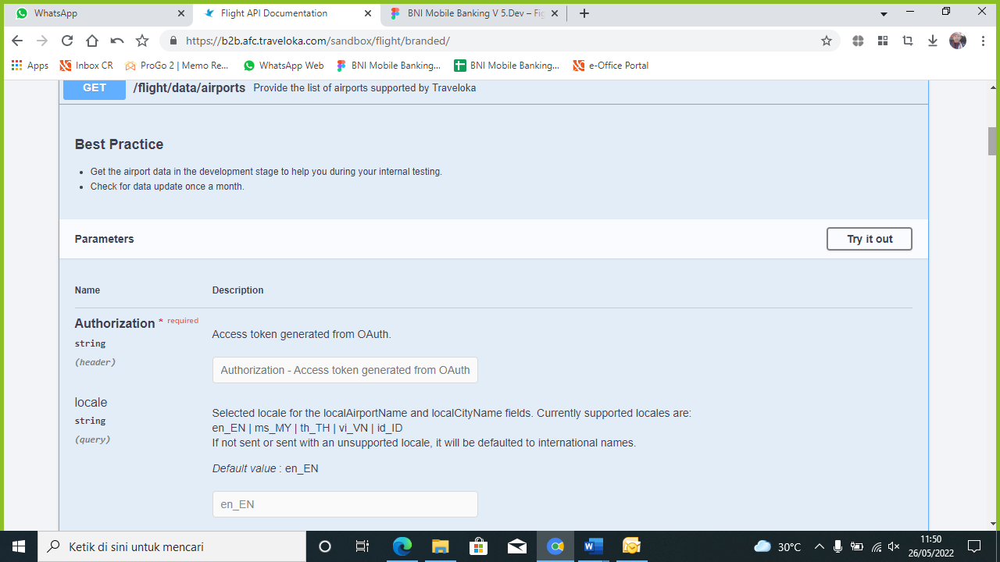 WhatsApp
Flight API Documentation
BNI Mobile Banking V 5.Dev – Fig
https://b2b.afc.traveloka.com/sandbox/flight/branded/
Apps
Inbox CR
ProGo 2 | Memo Re...
WhatsApp Web
BNI Mobile Banking...
BNI Mobile Banking...
e-Office Portal
GET /flight/data/airports Provide the list of airports supported by Traveloka
Best Practice
• Get the airport data in the development stage to help you during your internal testing.
• Check for data update once a month.
Parameters
Try it out
Name Description
Authorization * required
string
(header)
Access token generated from OAuth.
Authorization - Access token generated from OAuth
locale
string
(query)
Selected locale for the localAirportName and localCityName fields. Currently supported locales are:
en_EN | ms_MY | th_TH | vi_VN | id_ID
If not sent or sent with an unsupported locale, it will be defaulted to international names.
Default value : en_EN
en_EN
Ketik di sini untuk mencari
30°C
11:50
26/05/2022